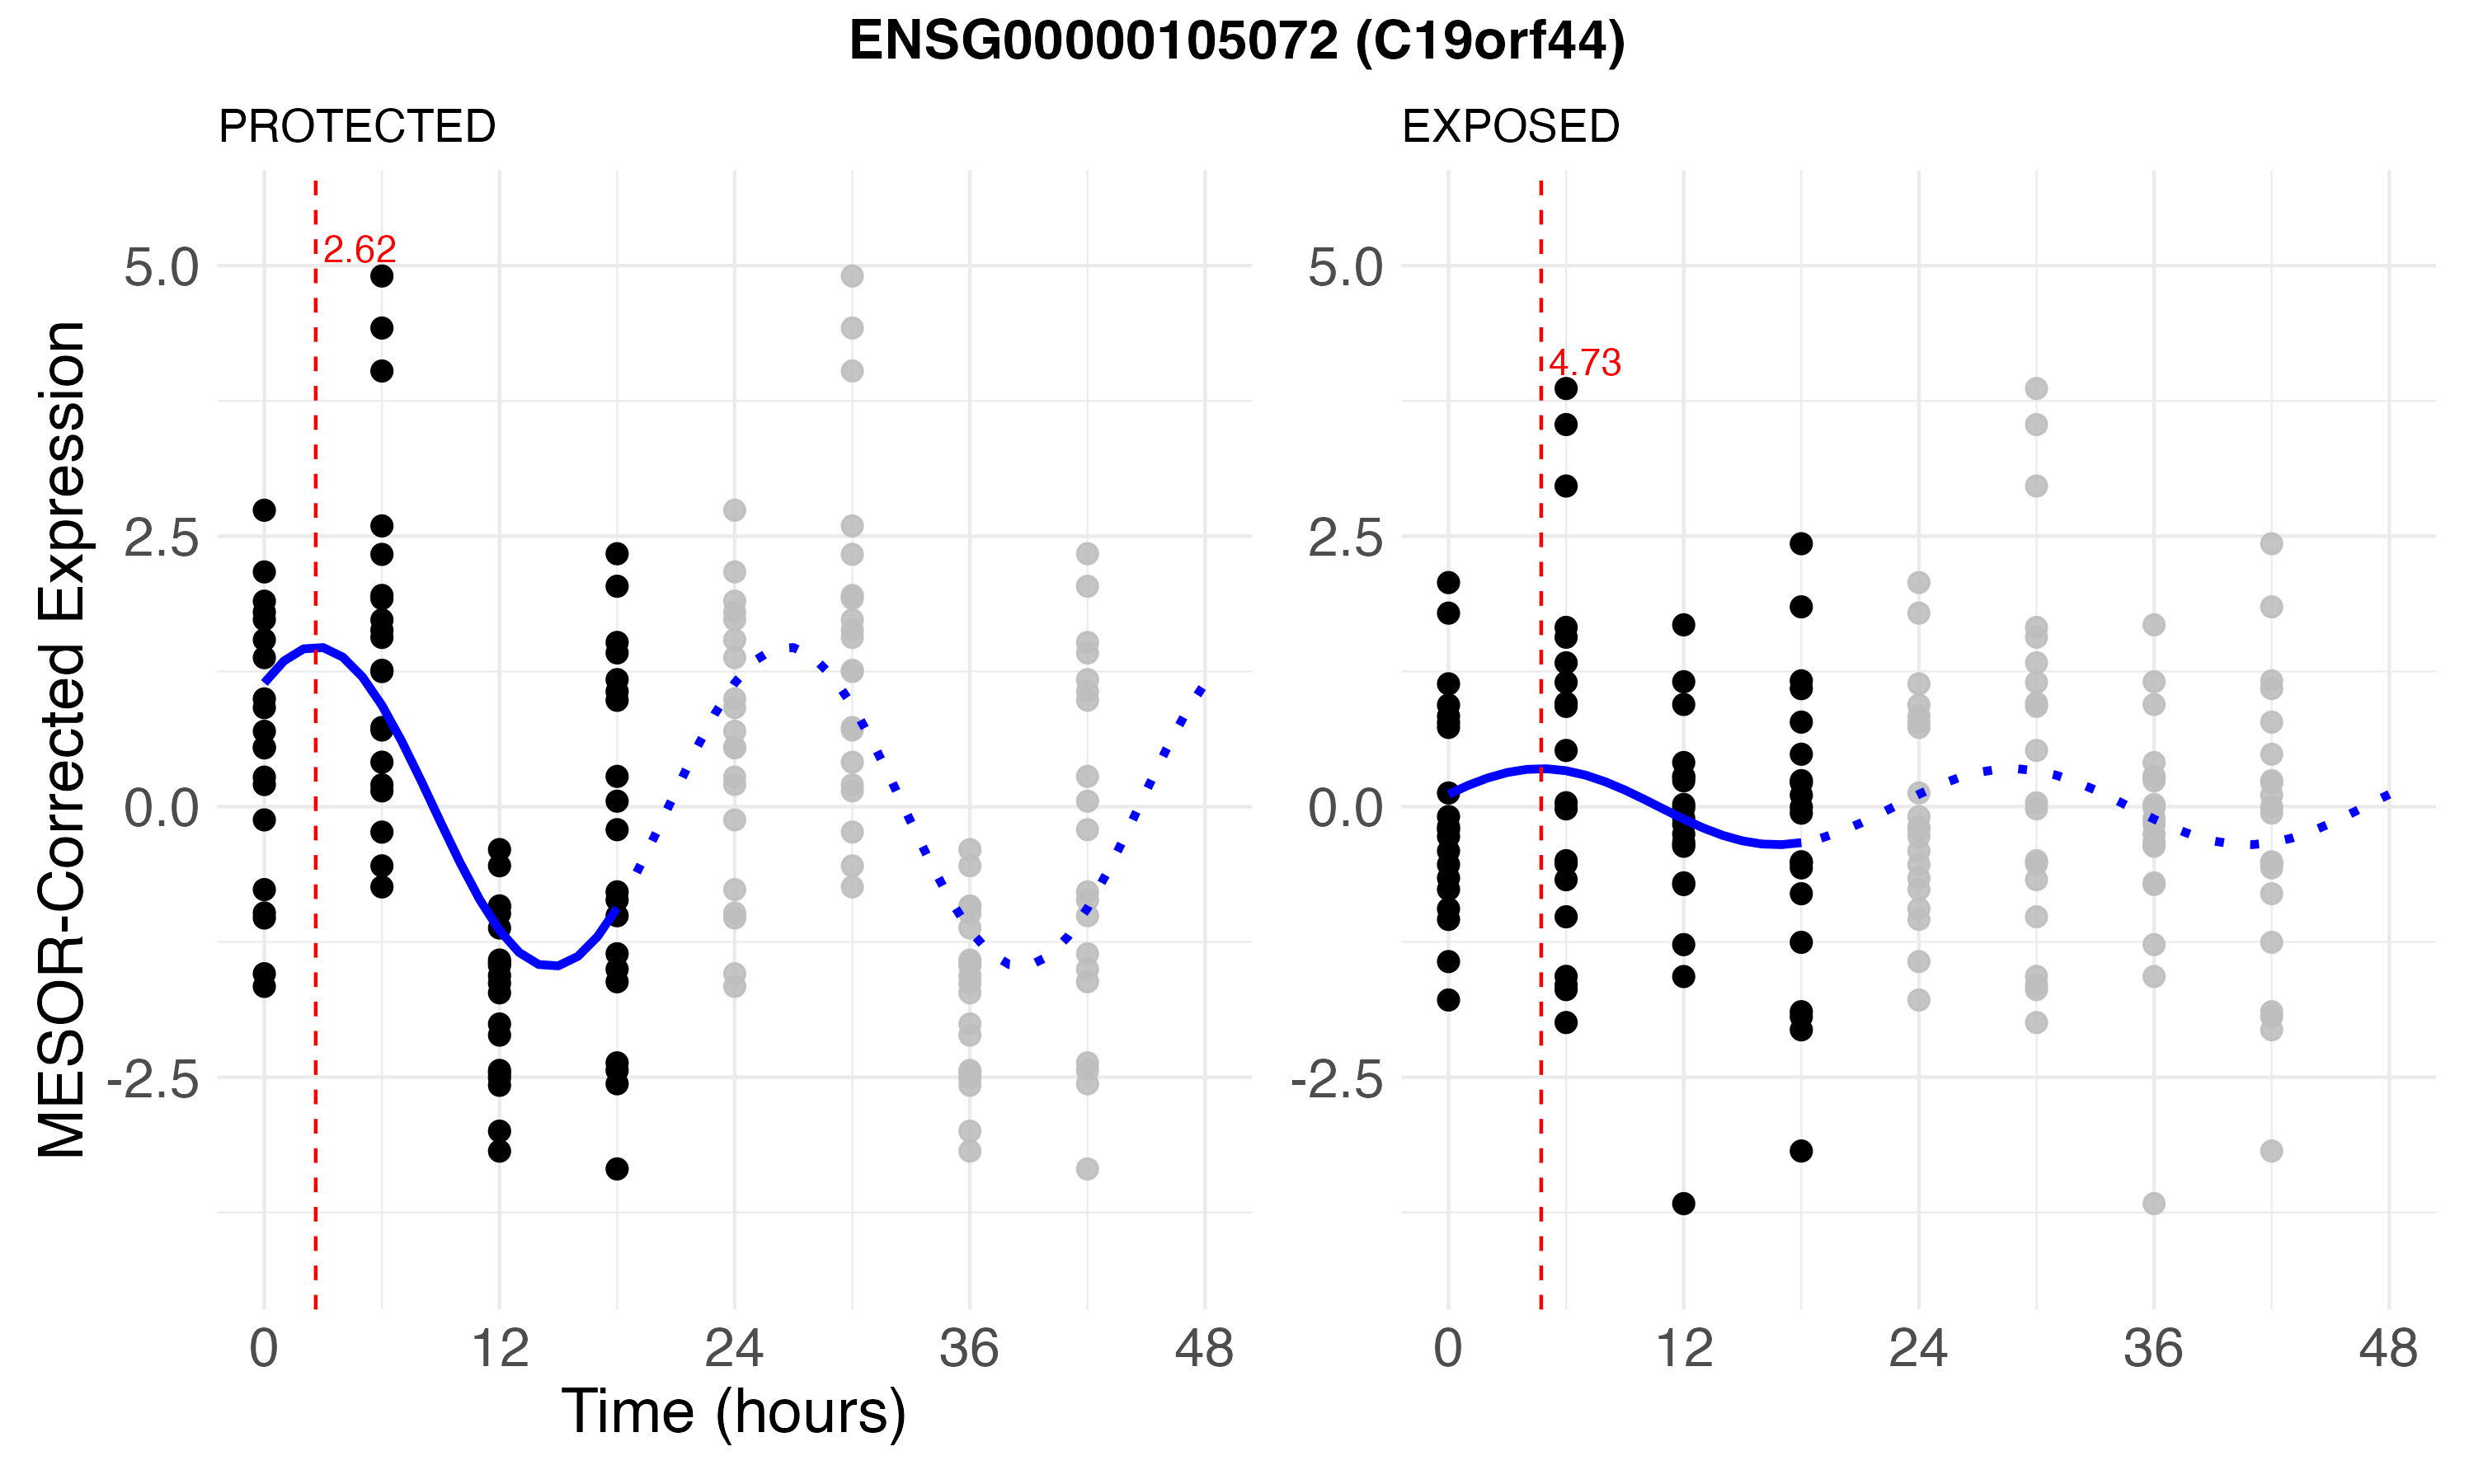 ENSG00000105072 (C19orf44)
PROTECTED
EXPOSED
MESOR-Corrected Expression
5.0
2.5
0.0
-2.5
2.62
0 12 24 36 48
5.0
2.5
0.0
-2.5
4.73
0 12 24 36 48
Time (hours)